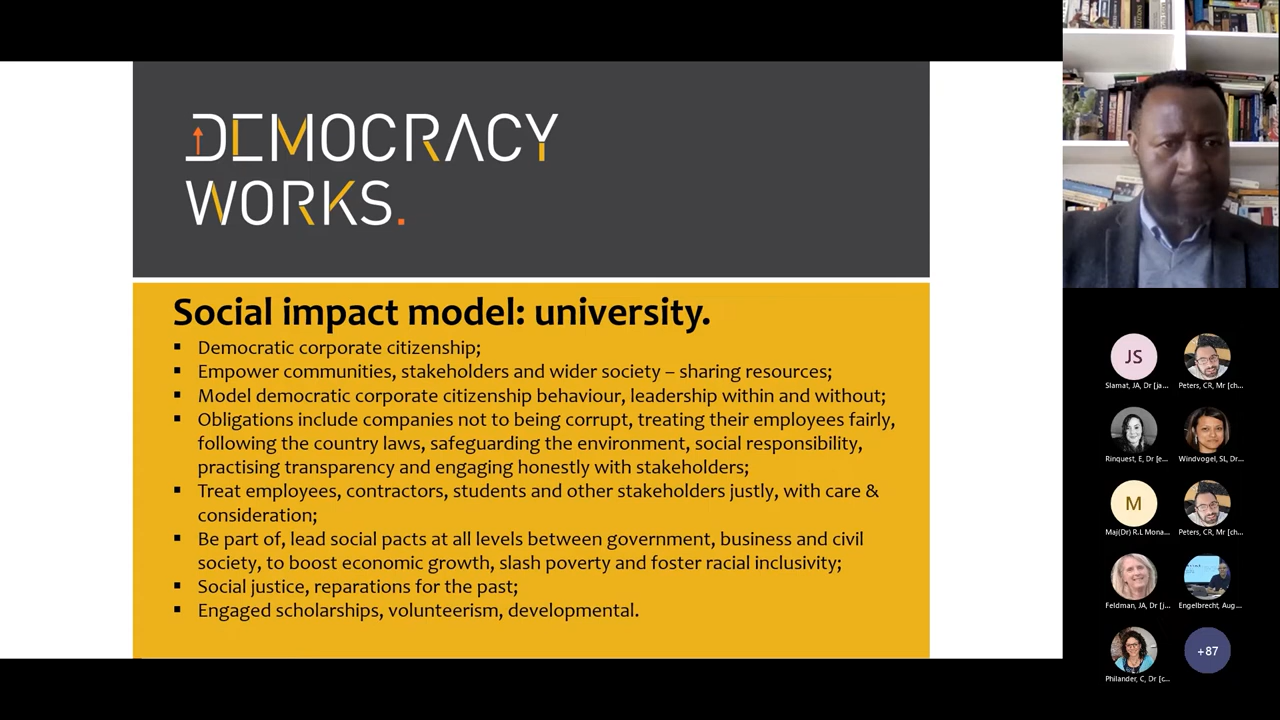 DEMOCRACY
WORKS.
Social impact model: university.
▪ Democratic corporate citizenship;
▪ Empower communities, stakeholders and wider society – sharing resources;
▪ Model democratic corporate citizenship behaviour, leadership within and without;
▪ Obligations include companies not to being corrupt, treating their employees fairly,
following the country laws, safeguarding the environment, social responsibility,
practising transparency and engaging honestly with stakeholders;
▪ Treat employees, contractors, students and other stakeholders justly, with care &
consideration;
▪ Be part of, lead social pacts at all levels between government, business and civil
society, to boost economic growth, slash poverty and foster racial inclusivity;
▪ Social justice, reparations for the past;
▪ Engaged scholarships, volunteerism, developmental.
JS
Slamat, JA, Dr [ja...
Peters, CR, Mr [ch...
Rinquest, E, Dr [e...
Windvogel, SL, Dr...
M
Maj(Dr) R.L Mona...
Peters, CR, Mr [ch...
Feldman, JA, Dr [j...
Engelbrecht, Aug...
Philander, C, Dr [c...
+87